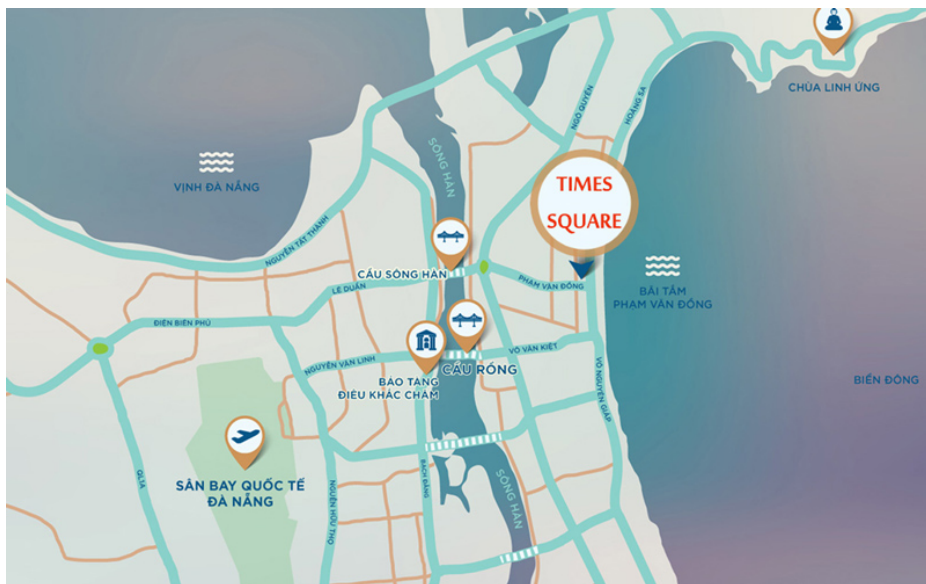 CHÙA LINH ỨNG
NGÔ QUYỀN
HOÀNG SA
SÔNG HÀN
VỊNH ĐÀ NẴNG
TIMES
SQUARE
NGUYỄN TẤT THÀNH
CẦU SÔNG HÀN
PHẠM VĂN ĐỒNG
BÃI TẮM
PHẠM VĂN ĐỒNG
LÊ DUẨN
ĐIỆN BIÊN PHỦ
NGUYỄN VĂN LINH
VÕ VĂN KIỆT
CẦU RỒNG
BẢO TÀNG
ĐIÊU KHẮC CHĂM
VÕ NGUYÊN GIÁP
BIỂN ĐÔNG
SÂN BAY QUỐC TẾ
ĐÀ NẴNG
QL1A
NGUYỄN HỮU THỌ
BẠCH ĐẰNG
SÔNG HÀN